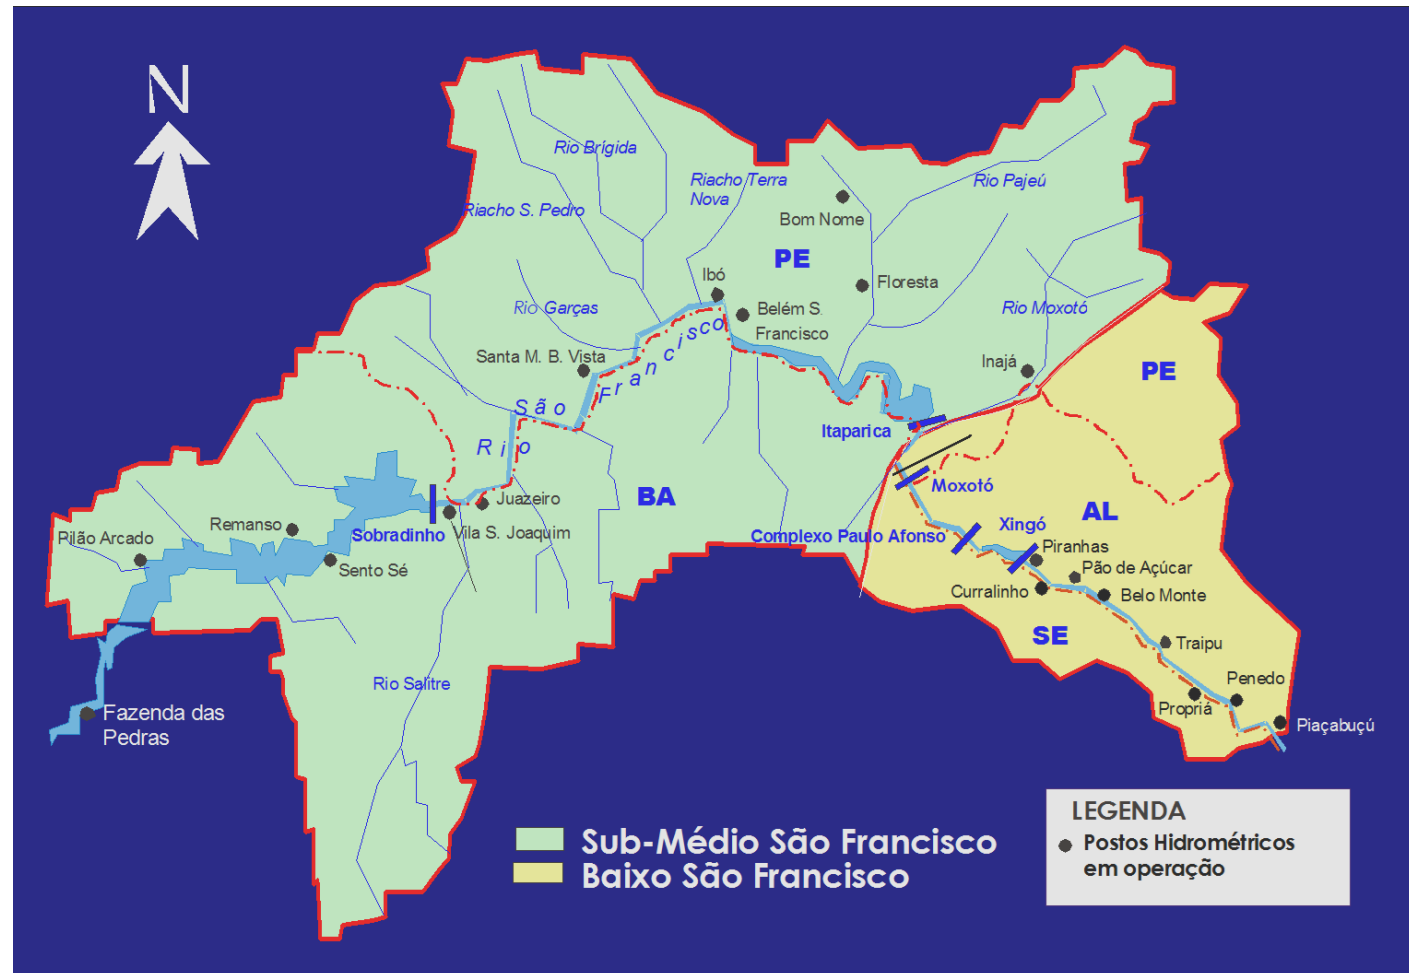 N
Rio Brígida
Riacho Terra
Nova
Rio Pajeú
Riacho S. Pedro
Bom Nome
PE
Ibó
Floresta
Rio Garças
Belém S.
Francisco
Rio Moxotó
Santa M. B. Vista
Inajá
PE
Rio São Francisco
Itaparica
Moxotó
Juazeiro
BA
AL
Remanso
Sobradinho
Vila S. Joaquim
Complexo Paulo Afonso
Xingó
Pilão Arcado
Piranhas
Sento Sé
Pão de Açúcar
Curralinho
Belo Monte
SE
Traipu
Rio Salitre
Penedo
Propriá
Fazenda das
Pedras
Piaçabuçú
Sub-Médio São Francisco
Baixo São Francisco
LEGENDA
Postos Hidrométricos
em operação